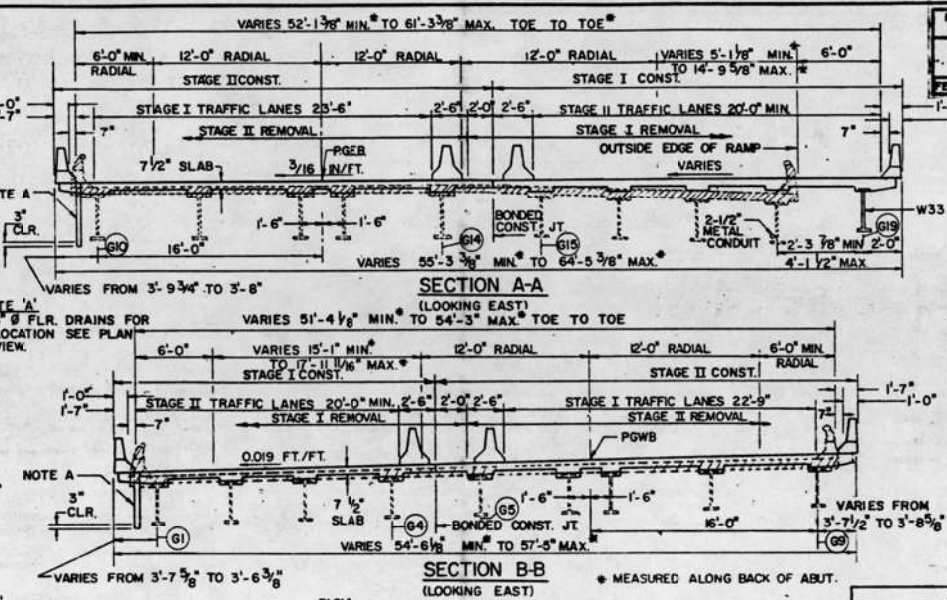 VARIES 52'-1 3/8" MIN.* TO 61'-3 3/8" MAX. TOE TO TOE*
6'-0" MIN. RADIAL
12'-0" RADIAL
12'-0" RADIAL
12'-0" RADIAL
VARIES 5'-1 1/8" MIN.* TO 14'-9 5/8" MAX.*
6'-0"
STAGE II CONST.
STAGE I CONST.
STAGE I TRAFFIC LANES 23'-6"
2'-6"
2'-0"
2'-6"
STAGE II TRAFFIC LANES 20'-0" MIN.
7"
STAGE II REMOVAL
STAGE I REMOVAL
7"
OUTSIDE EDGE OF RAMP
PGEB
7 1/2" SLAB
3/16 IN/FT.
VARIES
3" CLR.
1'-6"
1'-6"
BONDED CONST. JT.
2-1/2" METAL CONDUIT
W33
G10
G14
G15
G19
16'-0"
2'-3 7/8" MIN.
2'-0"
4'-1 1/2" MAX.
VARIES 55'-3 3/8" MIN.* TO 64'-5 3/8" MAX.*
VARIES FROM 3'-9 3/4" TO 3'-8"
SECTION A-A
(LOOKING EAST)
Ø FLR. DRAINS FOR
LOCATION SEE PLAN
VIEW.
VARIES 51'-4 1/8" MIN.* TO 54'-3" MAX.* TOE TO TOE
6'-0"
VARIES 15'-1" MIN.* TO 17'-11 11/16" MAX.*
12'-0" RADIAL
12'-0" RADIAL
6'-0" MIN. RADIAL
STAGE I CONST.
STAGE II CONST.
1'-0"
1'-7"
1'-7"
1'-0"
STAGE II TRAFFIC LANES 20'-0" MIN.
2'-6"
2'-0"
2'-6"
STAGE I TRAFFIC LANES 22'-9"
7"
STAGE I REMOVAL
STAGE II REMOVAL
7"
PGWB
0.019 FT./FT.
NOTE A
3" CLR.
7 1/2" SLAB
1'-6"
1'-6"
G1
G4
G5
G9
BONDED CONST. JT.
16'-0"
VARIES FROM 3'-7 1/2" TO 3'-8 5/8"
VARIES 54'-6 1/8" MIN.* TO 57'-5" MAX.*
VARIES FROM 3'-7 5/8" TO 3'-6 3/8"
SECTION B-B
(LOOKING EAST)
* MEASURED ALONG BACK OF ABUT.